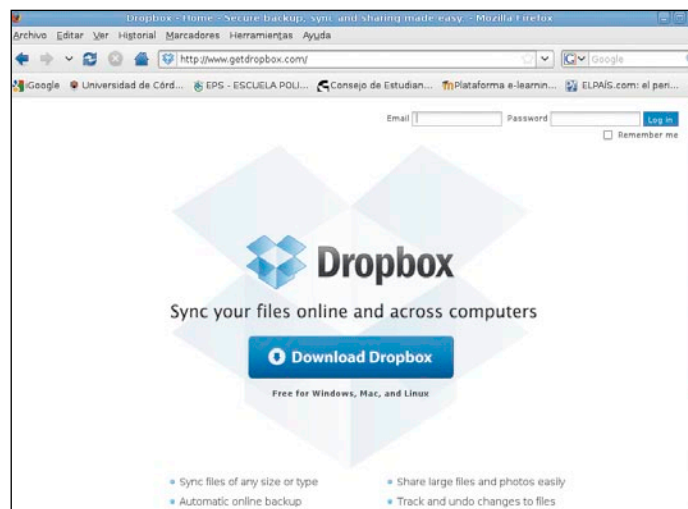 Dropbox - Home - Secure backup, sync and sharing made easy. - Mozilla Firefox
Archivo Editar Ver Historial Marcadores Herramientas Ayuda
http://www.getdropbox.com/ Google
iGoogle Universidad de Córd... EPS - ESCUELA POLI... Consejo de Estudian... Plataforma e-learnin... ELPAÍS.com: el peri...
Email Password Log in
Remember me
Dropbox
Sync your files online and across computers
Download Dropbox
Free for Windows, Mac, and Linux
Sync files of any size or type
Share large files and photos easily
Automatic online backup
Track and undo changes to files